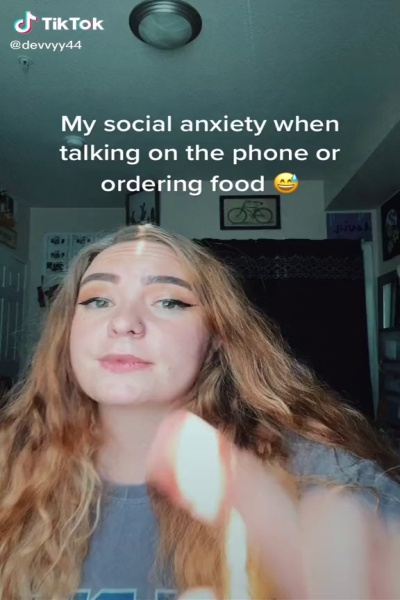 TikTok
@devvyy44
My social anxiety when
talking on the phone or
ordering food 😅